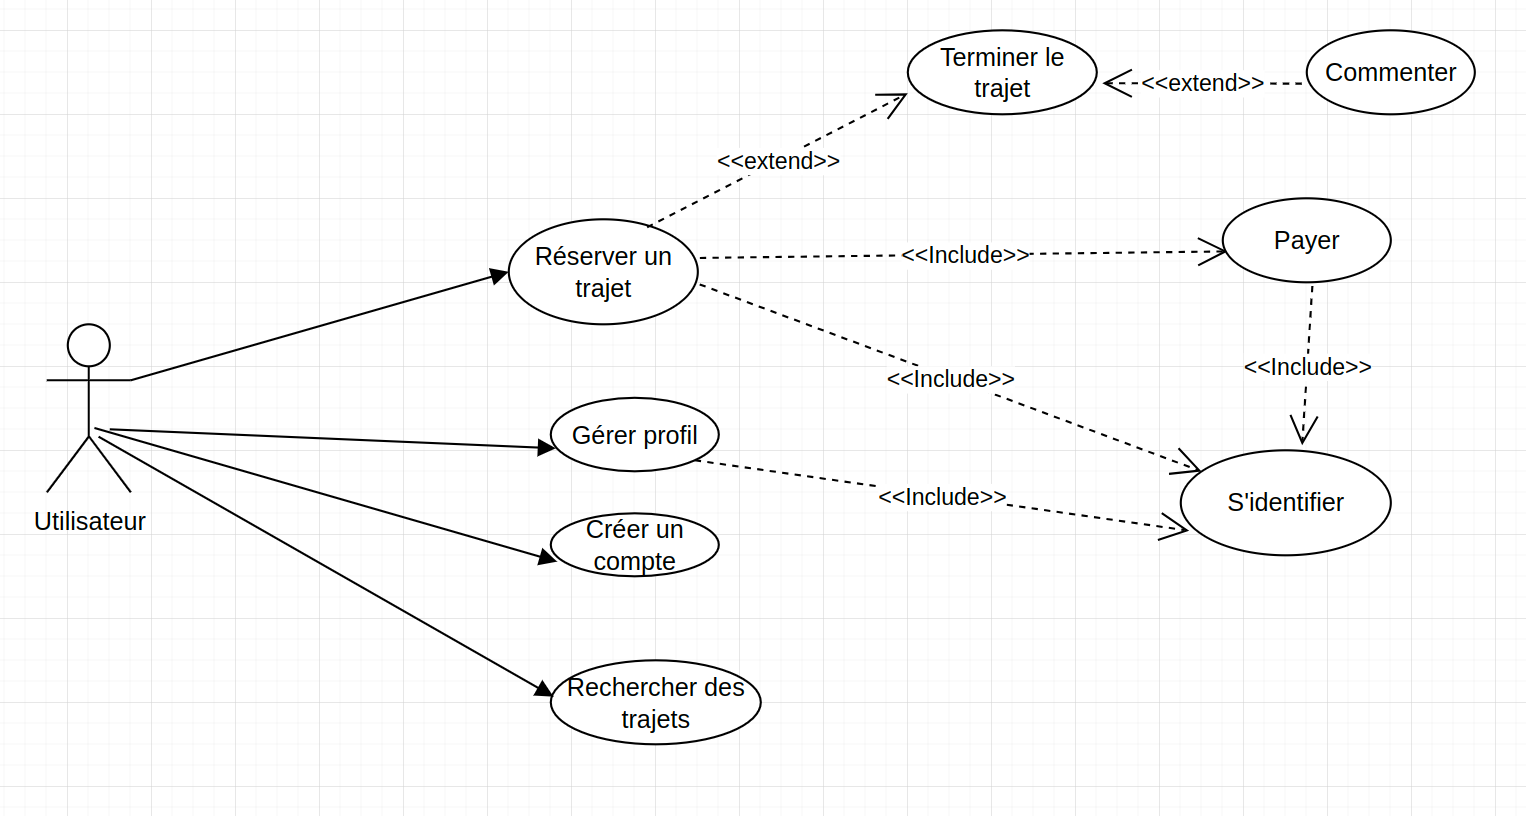 Terminer le
trajet
<<extend>>
Commenter
<<extend>>
Réserver un
trajet
<<Include>>
Payer
<<Include>>
<<Include>>
Gérer profil
<<Include>>
S'identifier
Utilisateur
Créer un
compte
Rechercher des
trajets